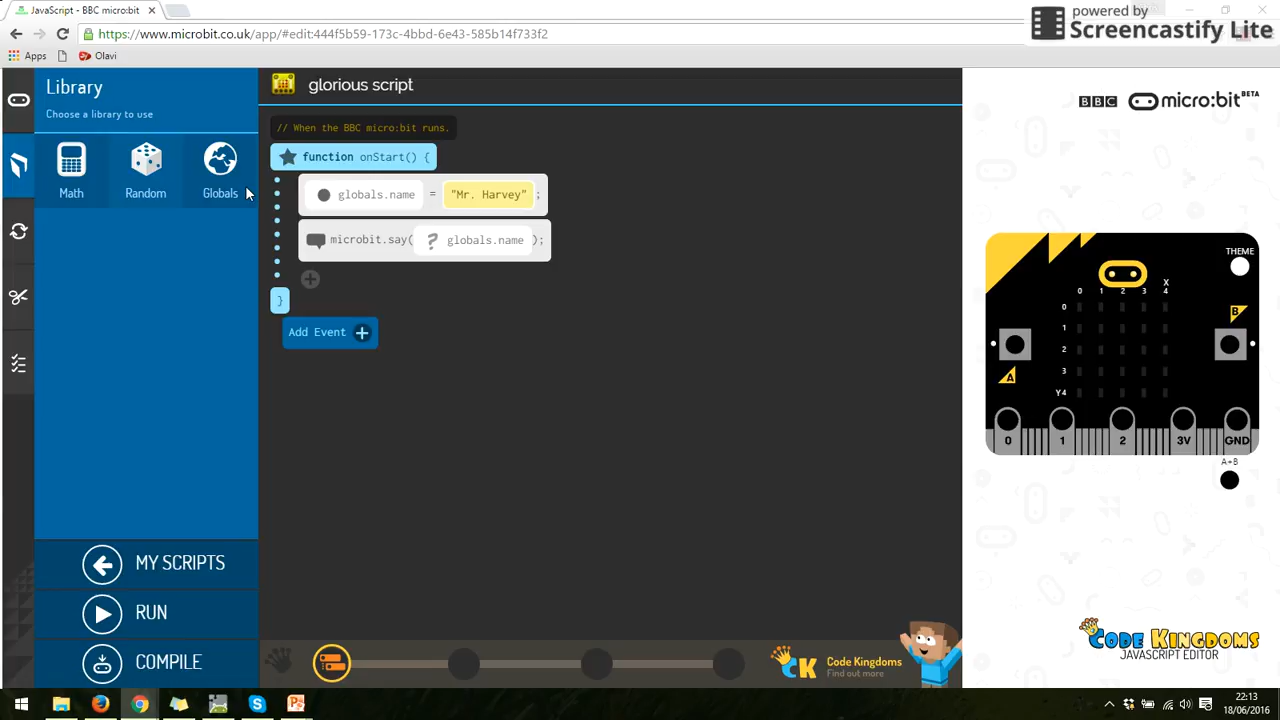 JavaScript - BBC micro:bit
powered by
Screencastify Lite
https://www.microbit.co.uk/app/#edit:444f5b59-173c-4bbd-6e43-585b14f733f2
Apps
Olavi
Library
Choose a library to use
Math
Random
Globals
MY SCRIPTS
RUN
COMPILE
glorious script
// When the BBC micro:bit runs.
function onStart() {
globals.name = "Mr. Harvey" ;
microbit.say( ? globals.name );
}
Add Event +
CK Code Kingdoms
Find out more
BBC micro:bit BETA
THEME
X
0 1 2 3 4
0
1
2
3
Y4
A
B
0 1 2 3V GND
A+B
CODE KINGDOMS
JAVASCRIPT EDITOR
22:13
18/06/2016